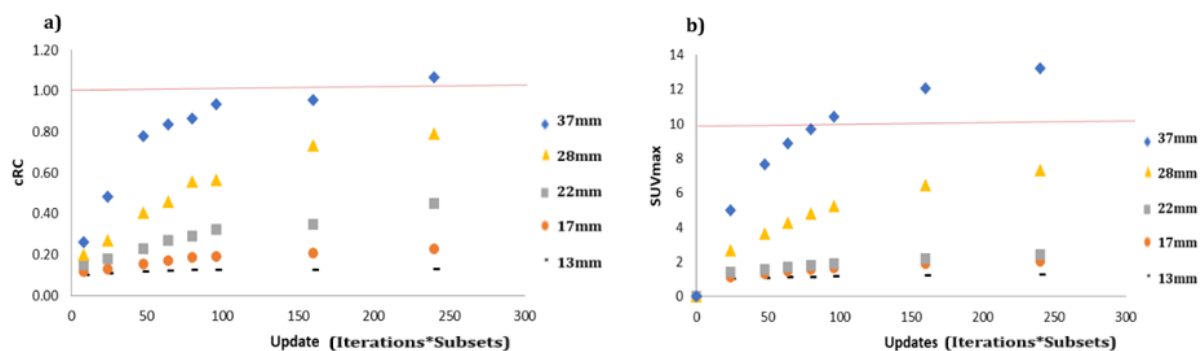 a)
cRC
1.20
1.00
0.80
0.60
0.40
0.20
0.00
0
50
100
150
200
250
300
Update (Iterations*Subsets)
37mm
28mm
22mm
17mm
13mm
b)
SUVmax
14
12
10
8
6
4
2
0
0
50
100
150
200
250
300
Updates (Iterations*Subsets)
37mm
28mm
22mm
17mm
13mm